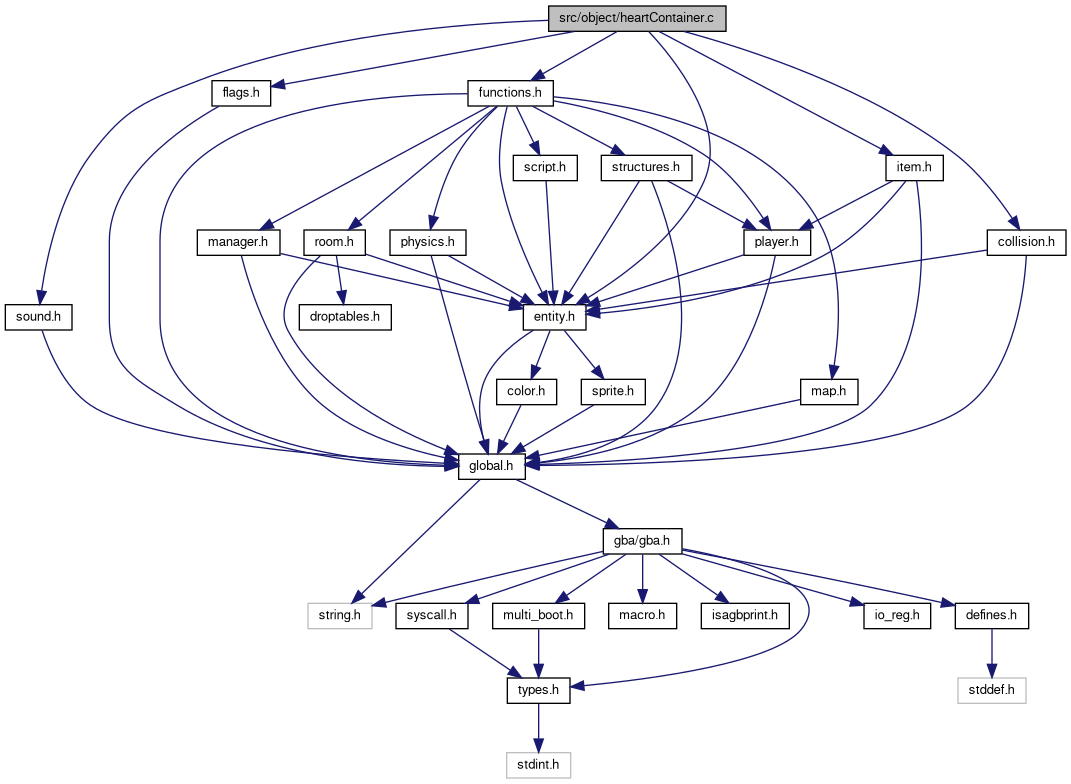 src/object/heartContainer.c
flags.h
functions.h
script.h
structures.h
item.h
manager.h
room.h
physics.h
player.h
collision.h
sound.h
droptables.h
entity.h
color.h
sprite.h
map.h
global.h
gba/gba.h
string.h
syscall.h
multi_boot.h
macro.h
isagbprint.h
io_reg.h
defines.h
types.h
stddef.h
stdint.h